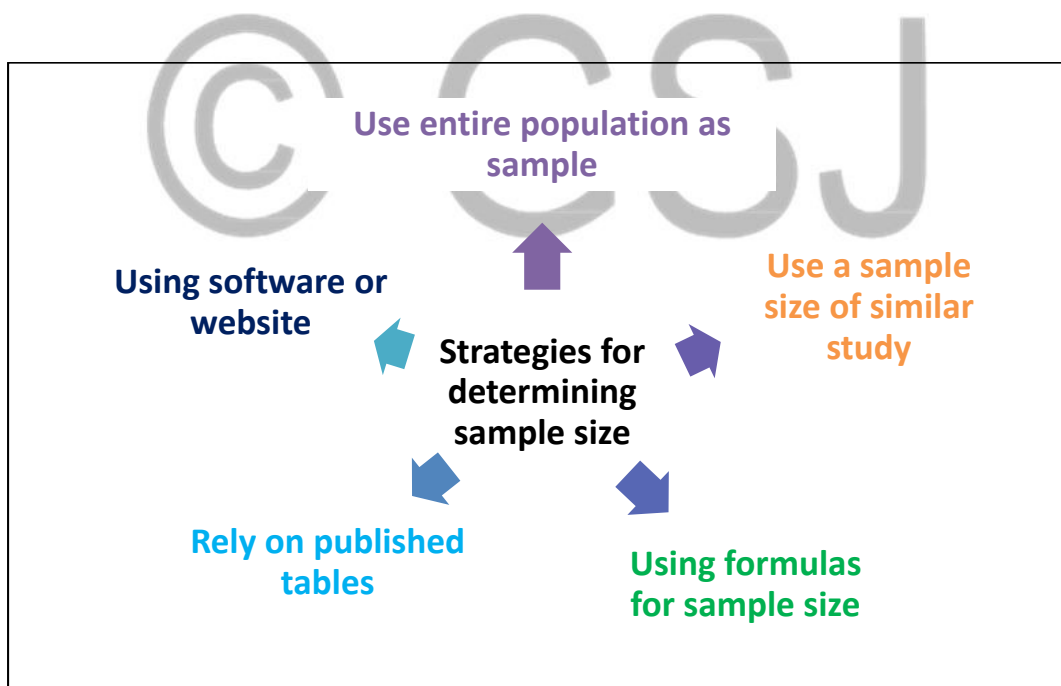 © CSJ
Use entire population as
sample
Using software or
website
Use a sample
size of similar
study
Strategies for
determining
sample size
Rely on published
tables
Using formulas
for sample size